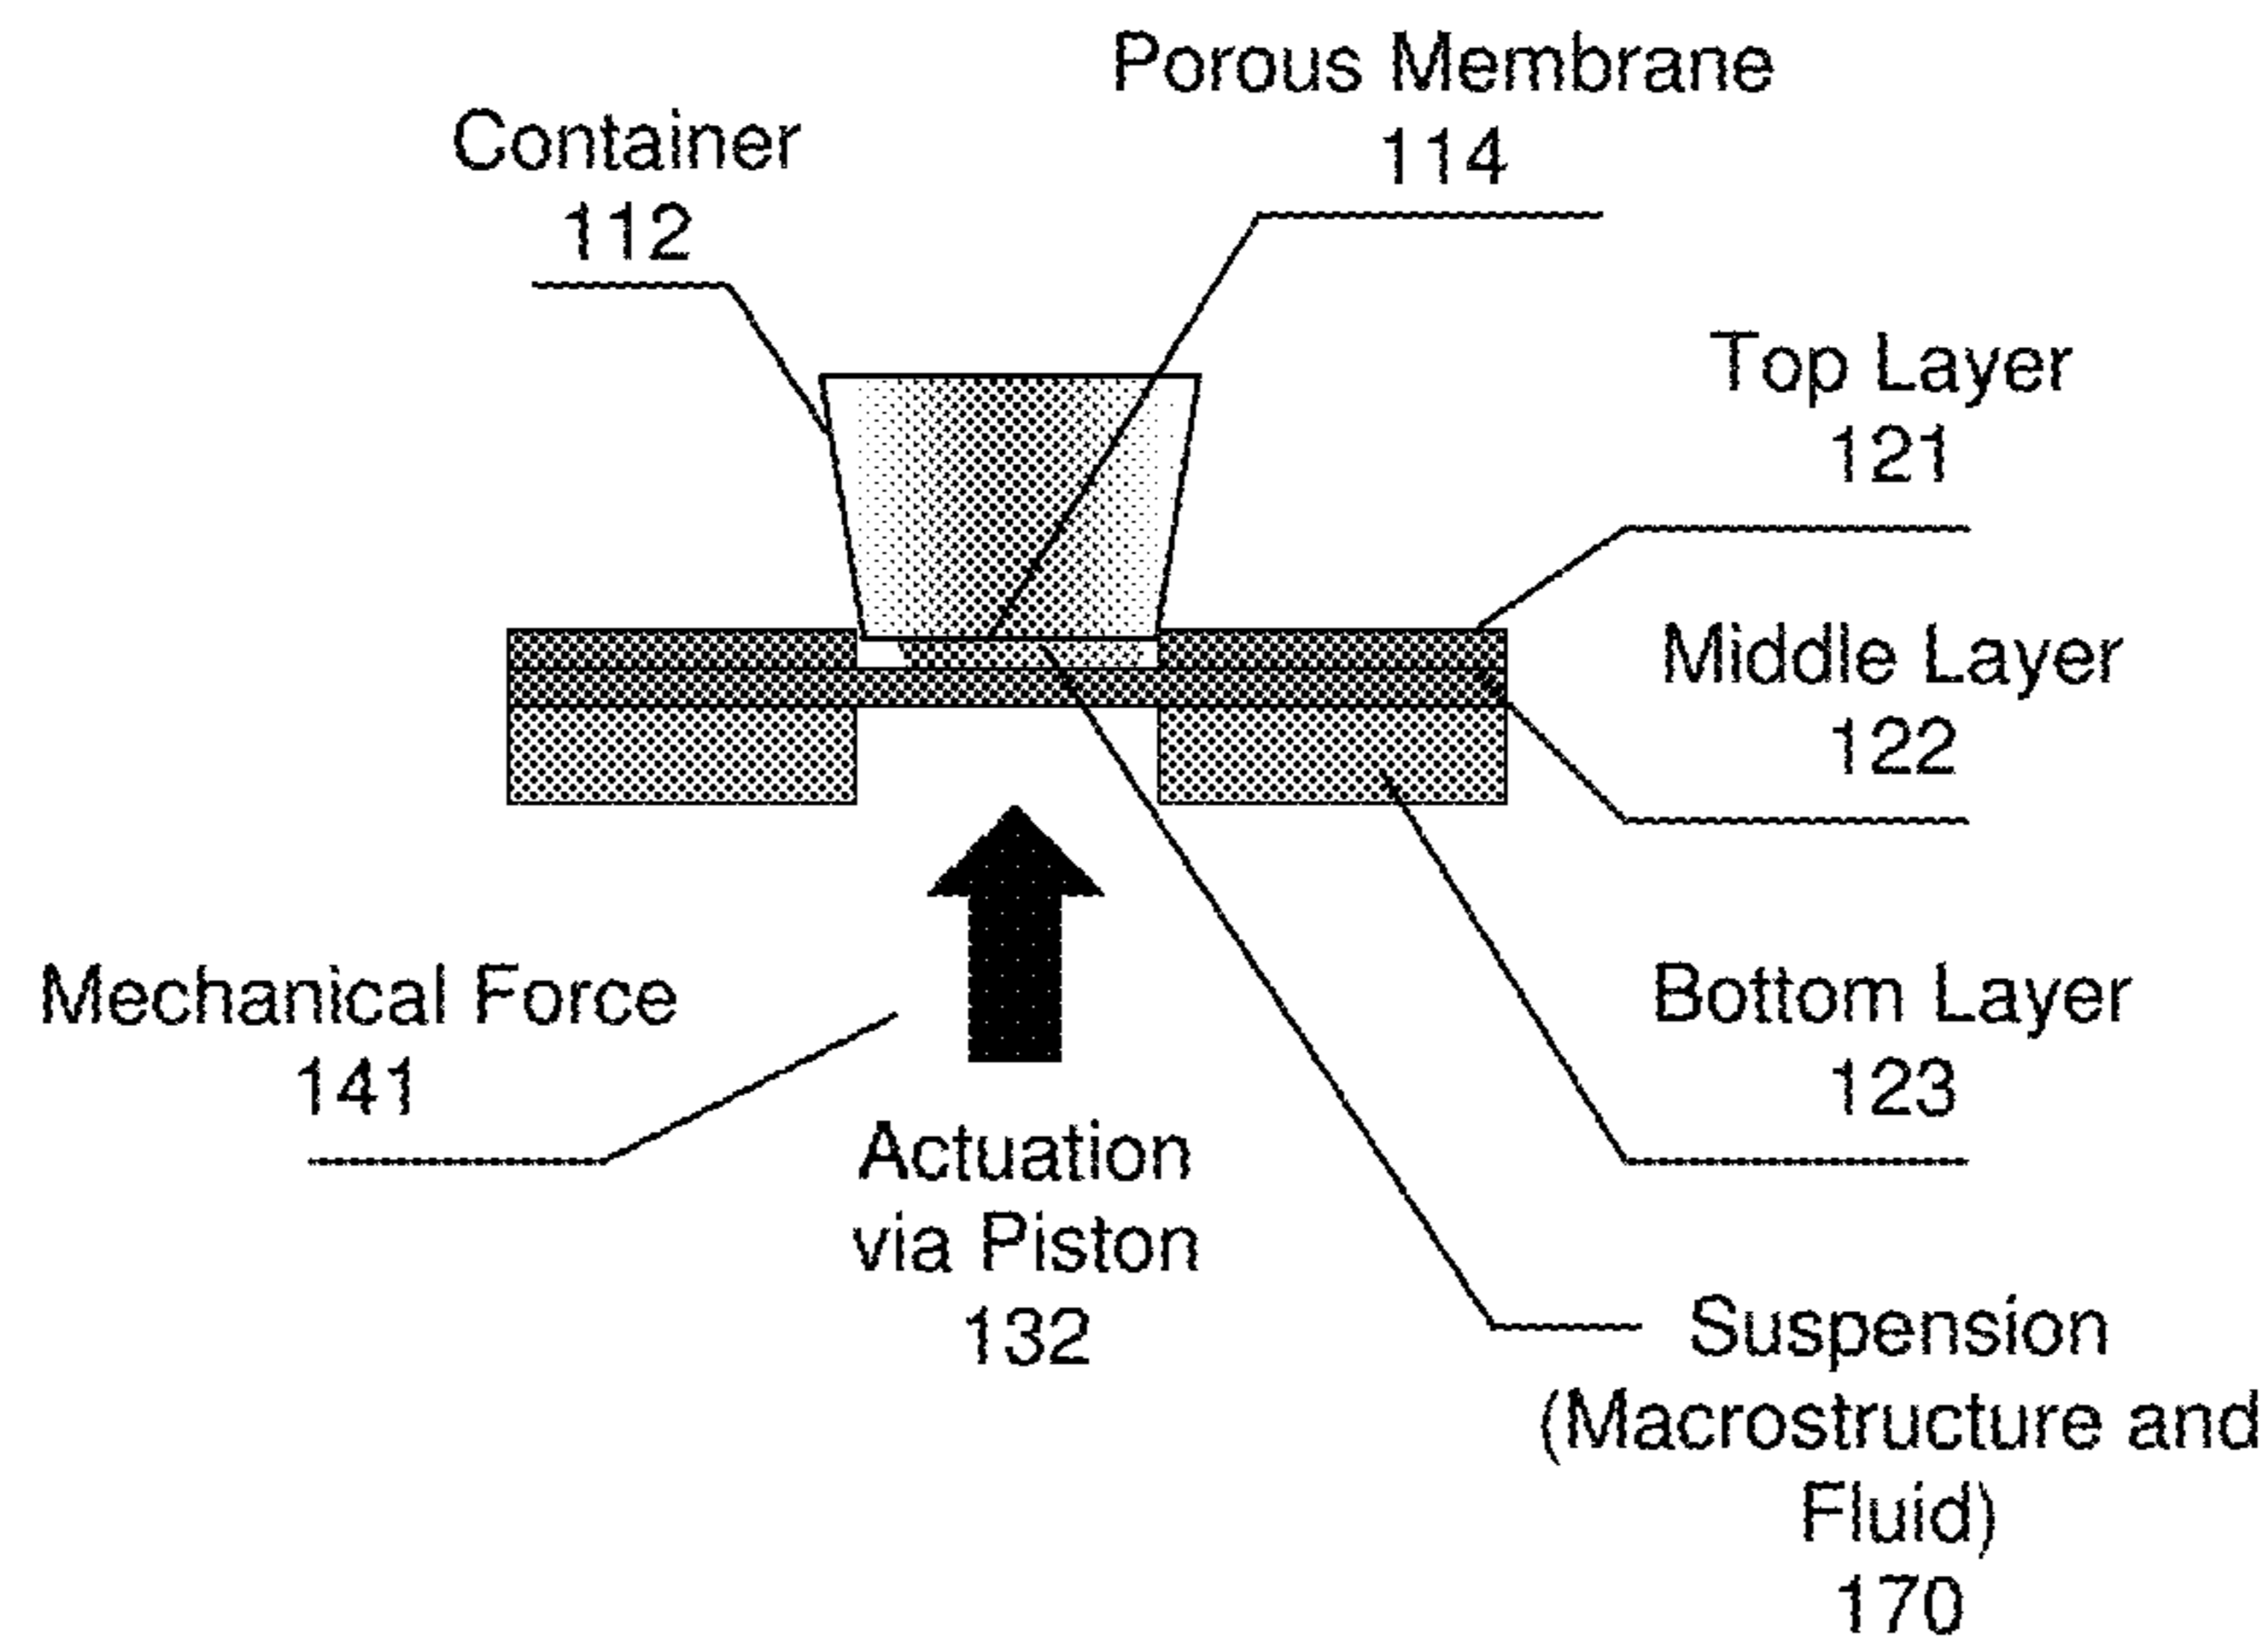 Porous Membrane
114
Container
112
Top Layer
121
Middle Layer
122
Mechanical Force
141
Bottom Layer
123
Actuation
via Piston
132
Suspension
(Macrostructure and
Fluid)
170